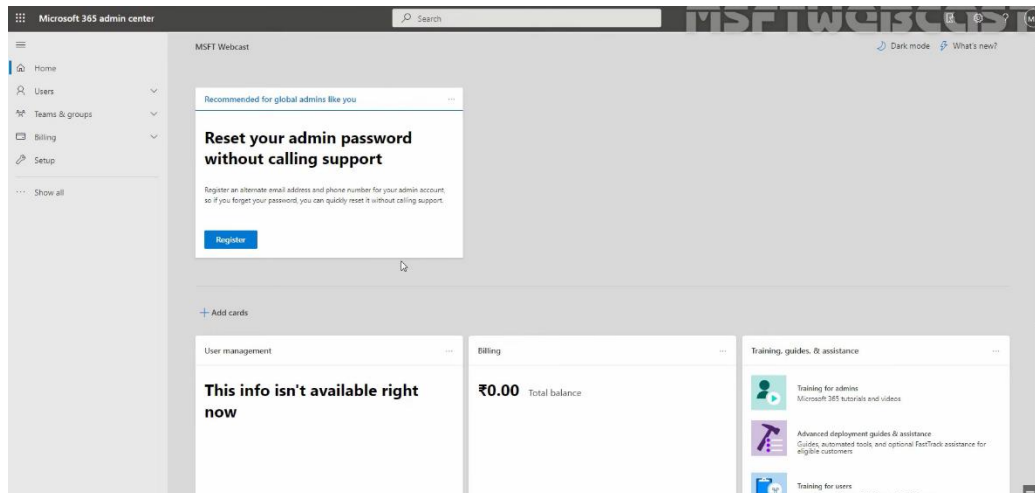 Microsoft 365 admin center
Search
MSFTWEBCAST
?
MSFT Webcast
Dark mode
What's new?
Home
Users
Teams & groups
Billing
Setup
Show all
Recommended for global admins like you
Reset your admin password
without calling support
Register an alternate email address and phone number for your admin account,
so if you forget your password, you can quickly reset it without calling support.
Register
+ Add cards
User management
This info isn't available right
now
Billing
₹0.00 Total balance
Training, guides, & assistance
Training for admins
Microsoft 365 tutorials and videos
Advanced deployment guides & assistance
Guides, automated tools, and optional FastTrack assistance for
eligible customers
Training for users